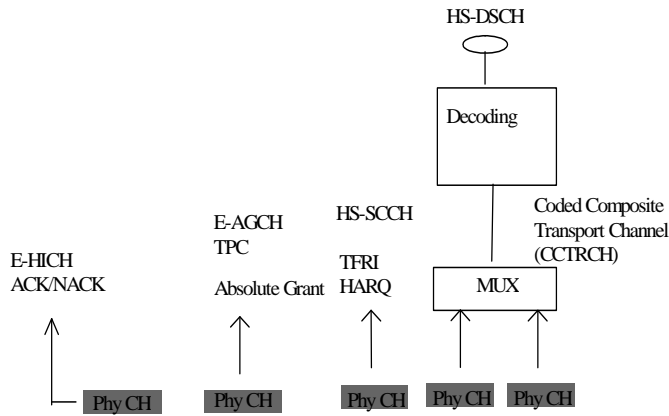 HS-DSCH
Decoding
Coded Composite
Transport Channel
(CCTRCH)
HS-SCCH
TFRI
HARQ
E-AGCH
TPC
Absolute Grant
E-HICH
ACK/NACK
MUX
Phy CH
Phy CH
Phy CH
Phy CH
Phy CH